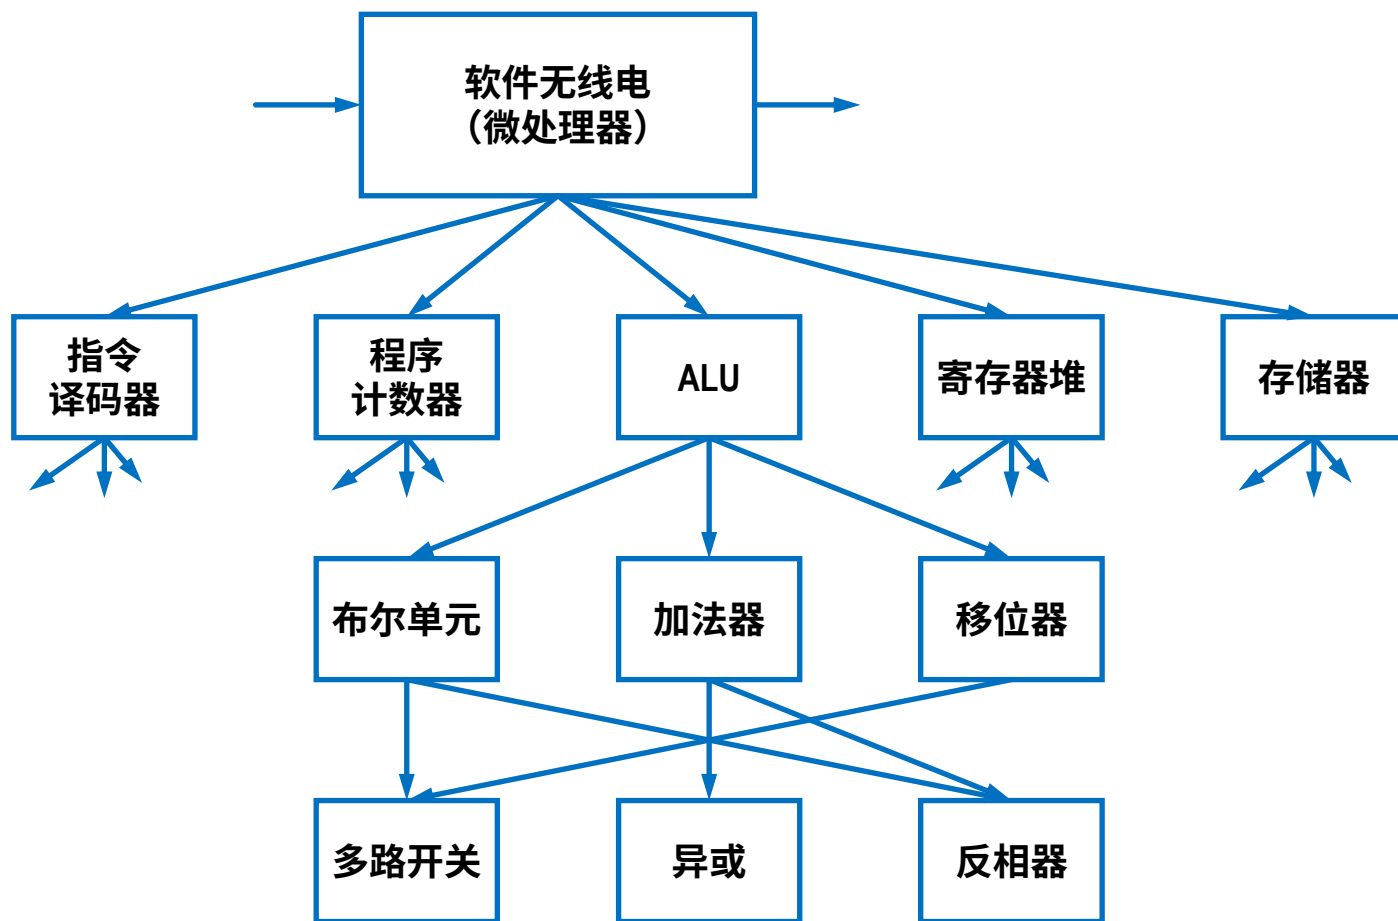 软件无线电
（微处理器）
指令
译码器
程序
计数器
ALU
寄存器堆
存储器
布尔单元
加法器
移位器
多路开关
异或
反相器